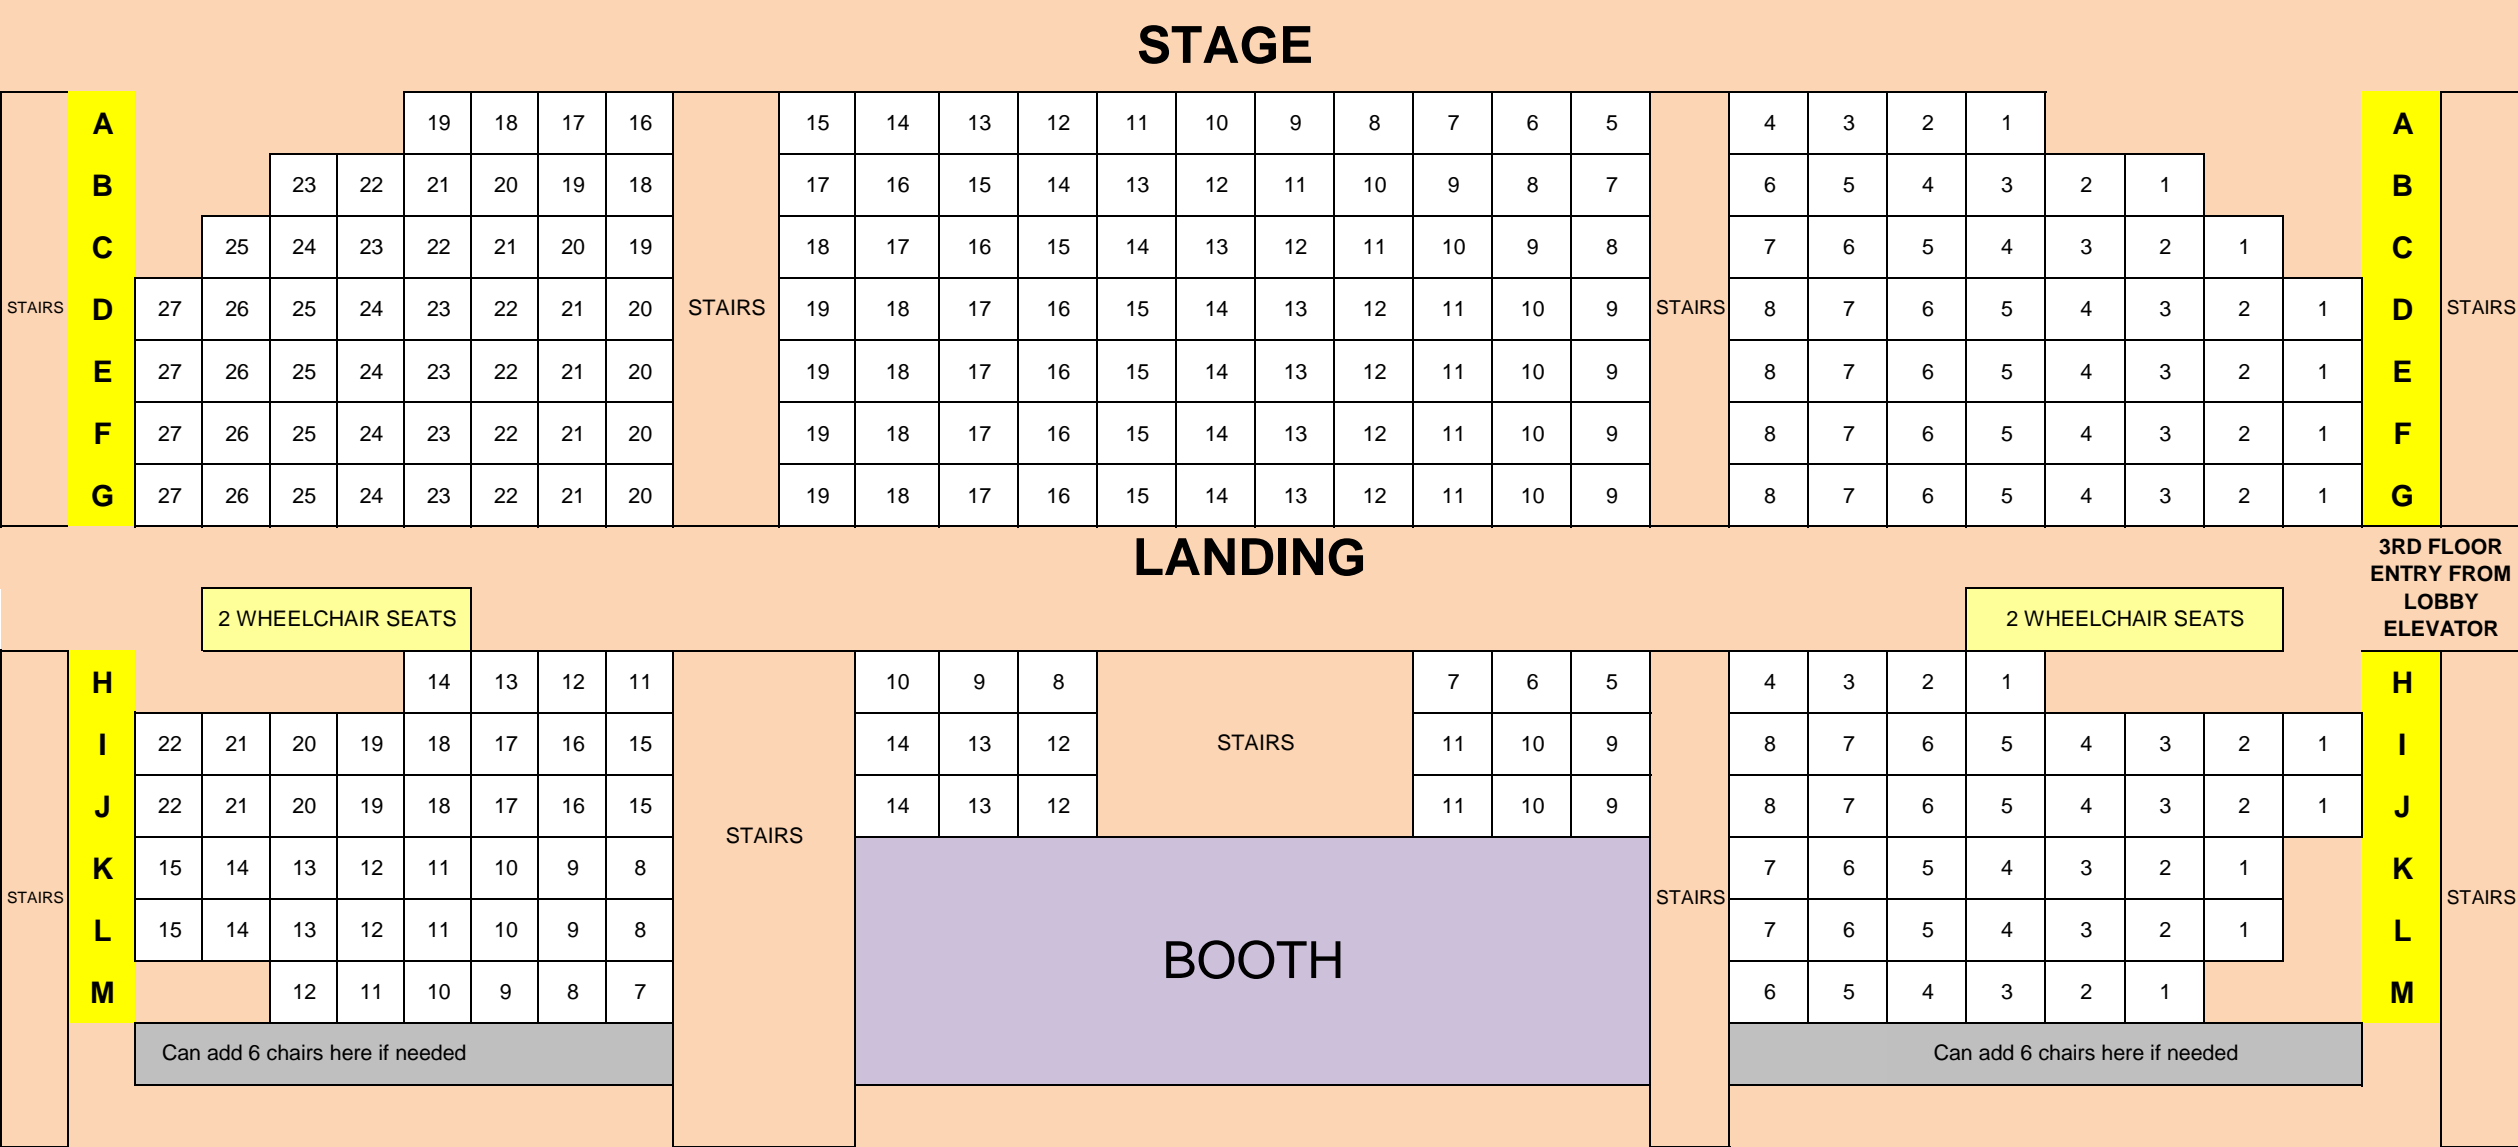 STAGE
A 19 18 17 16 15 14 13 12 11 10 9 8 7 6 5 4 3 2 1 A
B 23 22 21 20 19 18 17 16 15 14 13 12 11 10 9 8 7 6 5 4 3 2 1 B
C 25 24 23 22 21 20 19 18 17 16 15 14 13 12 11 10 9 8 7 6 5 4 3 2 1 C
STAIRS D 27 26 25 24 23 22 21 20 STAIRS 19 18 17 16 15 14 13 12 11 10 9 STAIRS 8 7 6 5 4 3 2 1 D STAIRS
E 27 26 25 24 23 22 21 20 19 18 17 16 15 14 13 12 11 10 9 8 7 6 5 4 3 2 1 E
F 27 26 25 24 23 22 21 20 19 18 17 16 15 14 13 12 11 10 9 8 7 6 5 4 3 2 1 F
G 27 26 25 24 23 22 21 20 19 18 17 16 15 14 13 12 11 10 9 8 7 6 5 4 3 2 1 G
LANDING
3RD FLOOR
ENTRY FROM
LOBBY
ELEVATOR
2 WHEELCHAIR SEATS 2 WHEELCHAIR SEATS
H 14 13 12 11 10 9 8 7 6 5 4 3 2 1 H
I 22 21 20 19 18 17 16 15 14 13 12 STAIRS 11 10 9 8 7 6 5 4 3 2 1 I
J 22 21 20 19 18 17 16 15 14 13 12 11 10 9 8 7 6 5 4 3 2 1 J
STAIRS
K 15 14 13 12 11 10 9 8 7 6 5 4 3 2 1 K
STAIRS STAIRS STAIRS
L 15 14 13 12 11 10 9 8 7 6 5 4 3 2 1 L
BOOTH
M 12 11 10 9 8 7 6 5 4 3 2 1 M
Can add 6 chairs here if needed Can add 6 chairs here if needed